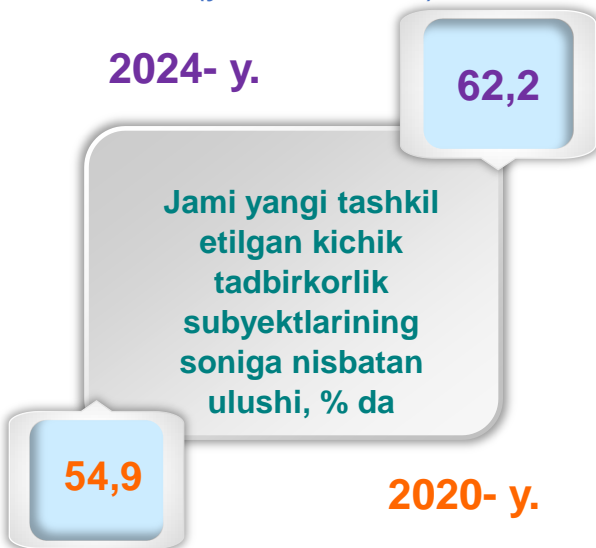 2024- y.
62,2
Jami yangi tashkil
etilgan kichik
tadbirkorlik
subyektlarining
soniga nisbatan
ulushi, % da
54,9
2020- y.